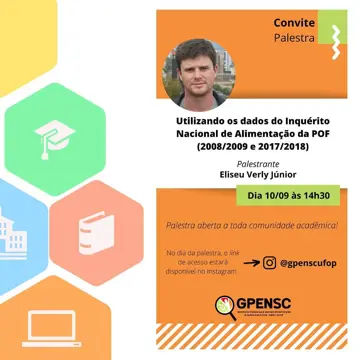 Convite
Palestra
Utilizando os dados do Inquérito
Nacional de Alimentação da POF
(2008/2009 e 2017/2018)
Palestrante
Eliseu Verly Júnior
Dia 10/09 às 14h30
Palestra aberta a toda comunidade acadêmica!
No dia da palestra, o link
de acesso estará
disponível no Instagram
@gpenscufop
GPENSC